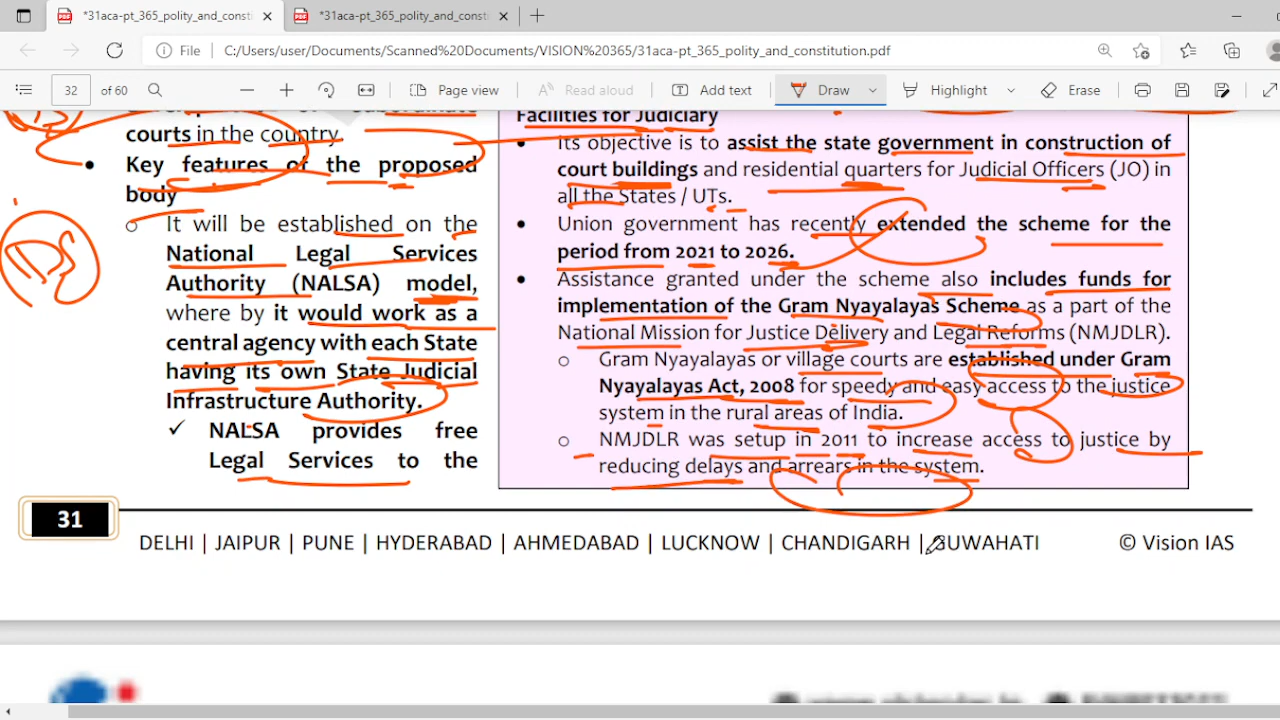 *31aca-pt_365_polity_and_const
*31aca-pt_365_polity_and_const
File
C:/Users/user/Documents/Scanned%20Documents/VISION%20365/31aca-pt_365_polity_and_constitution.pdf
32
of 60
Page view
Read aloud
Add text
Draw
Highlight
Erase
courts in the country.
• Key features of the proposed
body
o It will be established on the
National Legal Services
Authority (NALSA) model,
where by it would work as a
central agency with each State
having its own State Judicial
Infrastructure Authority.
✓ NALSA provides free
Legal Services to the
Facilities for Judiciary
• Its objective is to assist the state government in construction of
court buildings and residential quarters for Judicial Officers (JO) in
all the States / UTs.
• Union government has recently extended the scheme for the
period from 2021 to 2026.
• Assistance granted under the scheme also includes funds for
implementation of the Gram Nyayalayas Scheme as a part of the
National Mission for Justice Delivery and Legal Reforms (NMJDLR).
o Gram Nyayalayas or village courts are established under Gram
Nyayalayas Act, 2008 for speedy and easy access to the justice
system in the rural areas of India.
o NMJDLR was setup in 2011 to increase access to justice by
reducing delays and arrears in the system.
31
DELHI | JAIPUR | PUNE | HYDERABAD | AHMEDABAD | LUCKNOW | CHANDIGARH | GUWAHATI
© Vision IAS